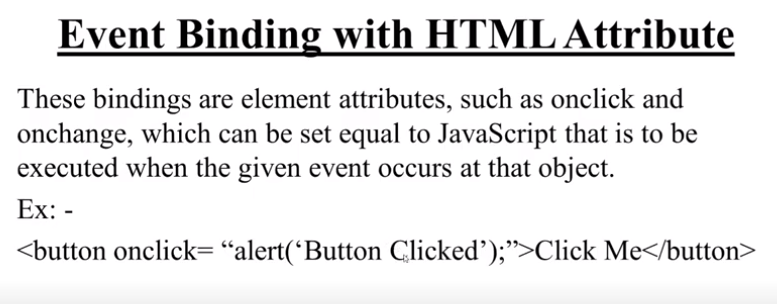 Event Binding with HTML Attribute
These bindings are element attributes, such as onclick and
onchange, which can be set equal to JavaScript that is to be
executed when the given event occurs at that object.
Ex: -
<button onclick= “alert(‘Button Clicked’);”>Click Me</button>